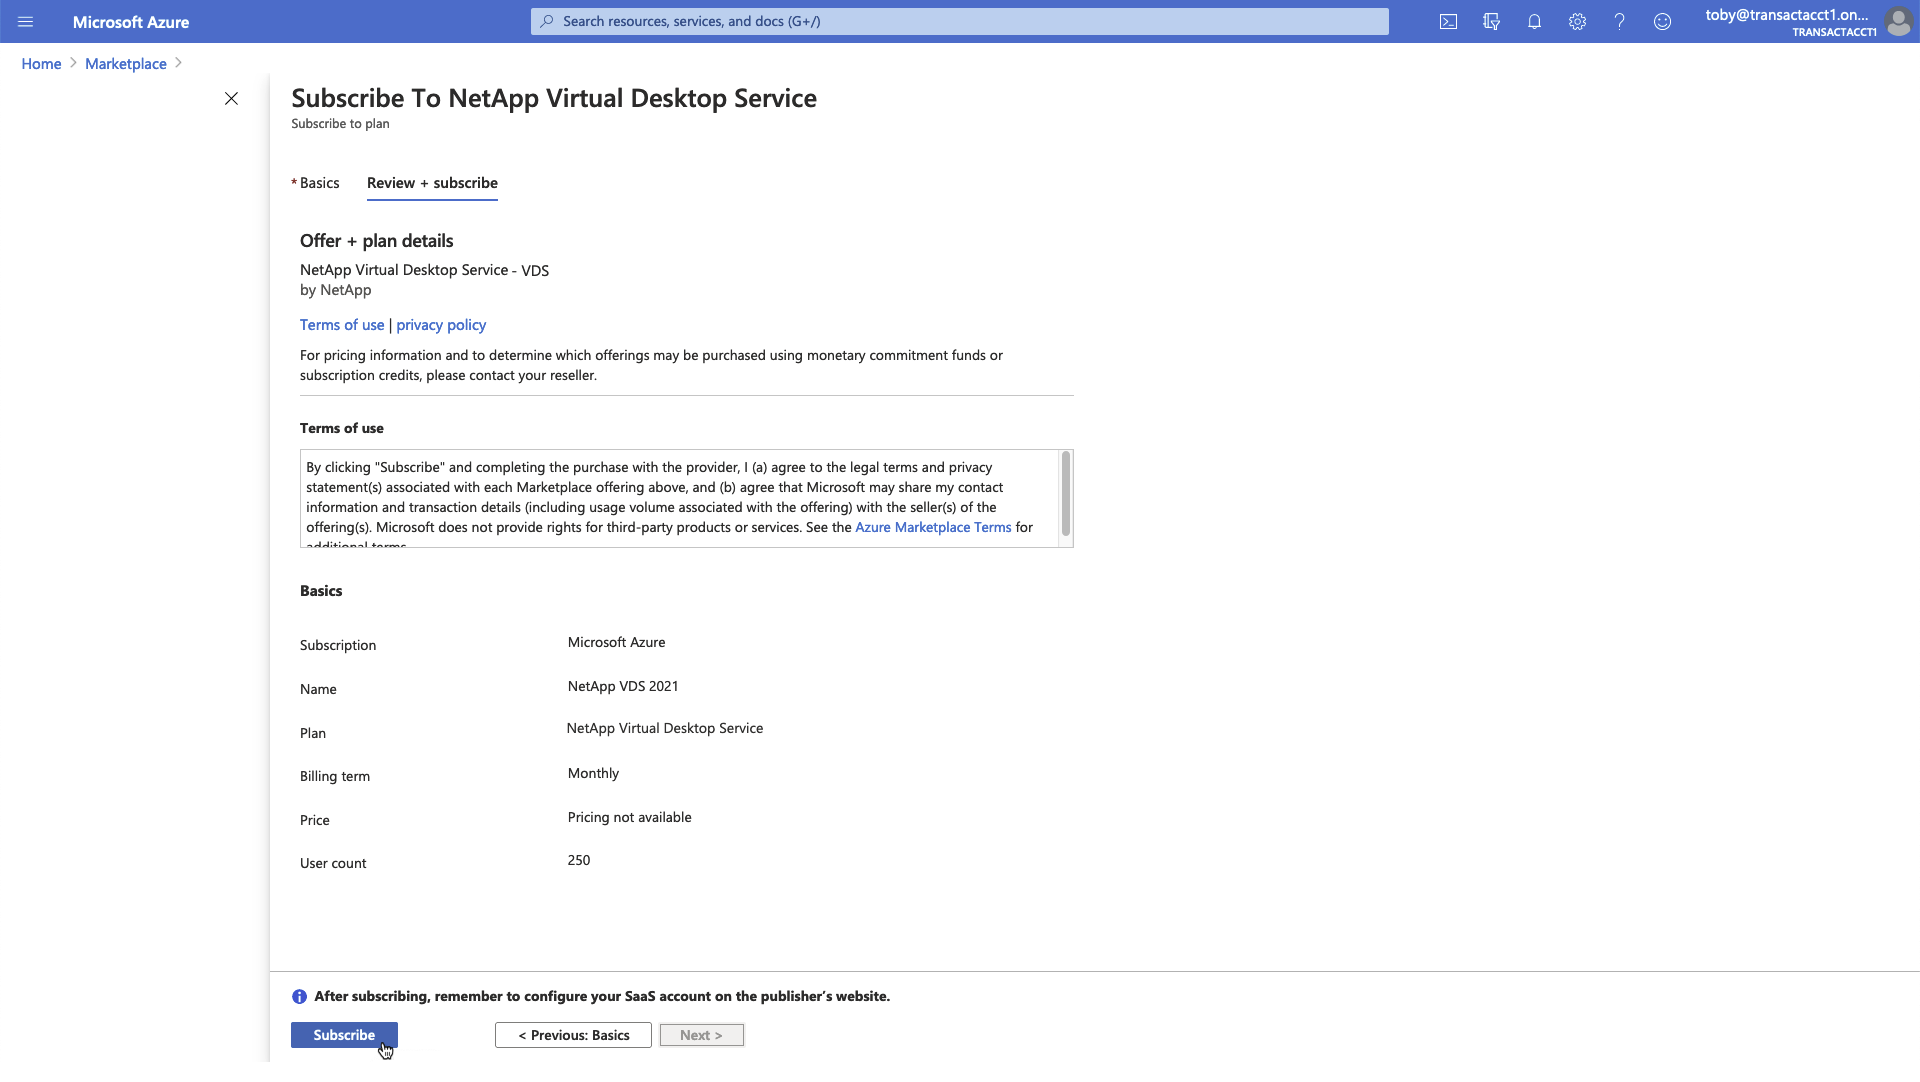 Microsoft Azure
Search resources, services, and docs (G+/)
toby@transactacct1.on...
TRANSACTACCT1
Home > Marketplace >
Subscribe To NetApp Virtual Desktop Service
Subscribe to plan
* Basics
Review + subscribe
Offer + plan details
NetApp Virtual Desktop Service - VDS
by NetApp
Terms of use | privacy policy
For pricing information and to determine which offerings may be purchased using monetary commitment funds or
subscription credits, please contact your reseller.
Terms of use
By clicking "Subscribe" and completing the purchase with the provider, I (a) agree to the legal terms and privacy
statement(s) associated with each Marketplace offering above, and (b) agree that Microsoft may share my contact
information and transaction details (including usage volume associated with the offering) with the seller(s) of the
offering(s). Microsoft does not provide rights for third-party products or services. See the Azure Marketplace Terms for
additional terms.
Basics
Subscription Microsoft Azure
Name NetApp VDS 2021
Plan NetApp Virtual Desktop Service
Billing term Monthly
Price Pricing not available
User count 250
After subscribing, remember to configure your SaaS account on the publisher's website.
Subscribe
< Previous: Basics
Next >